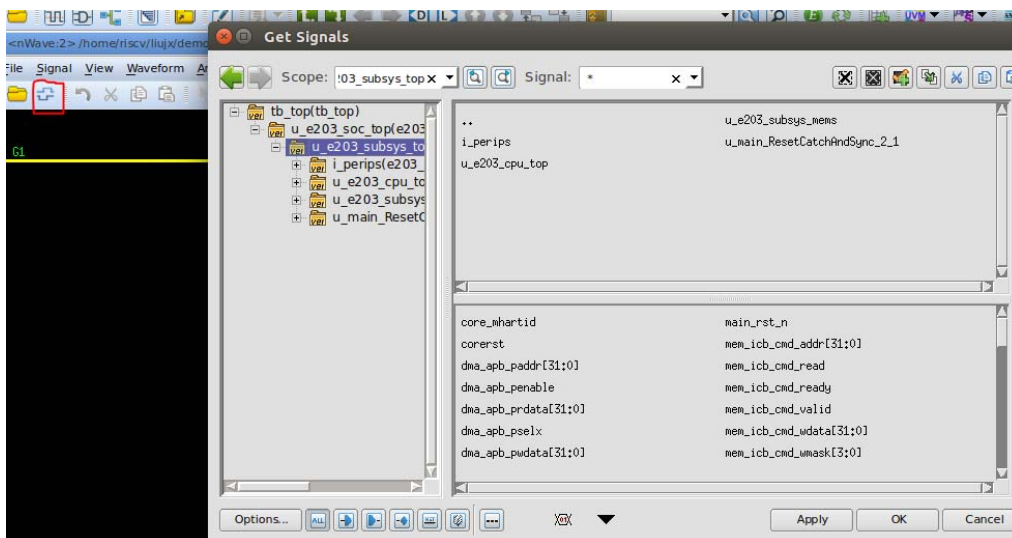 <nWave:2> /home/riscv/liujx/demo
Get Signals
File Signal View Waveform
Scope: :03_subsys_top Signal: *
G1
tb_top(tb_top)
u_e203_soc_top(e203
u_e203_subsys_to
i_perips(e203_
u_e203_cpu_to
u_e203_subsys
u_main_ResetC
..
i_perips
u_e203_cpu_top
u_e203_subsys_mems
u_main_ResetCatchAndSync_2_1
core_mhartid
corerst
dma_apb_paddr[31:0]
dma_apb_penable
dma_apb_prdata[31:0]
dma_apb_pselx
dma_apb_pwdata[31:0]
main_rst_n
mem_icb_cmd_addr[31:0]
mem_icb_cmd_read
mem_icb_cmd_ready
mem_icb_cmd_valid
mem_icb_cmd_wdata[31:0]
mem_icb_cmd_wmask[3:0]
Options... ALL
Apply OK Cancel